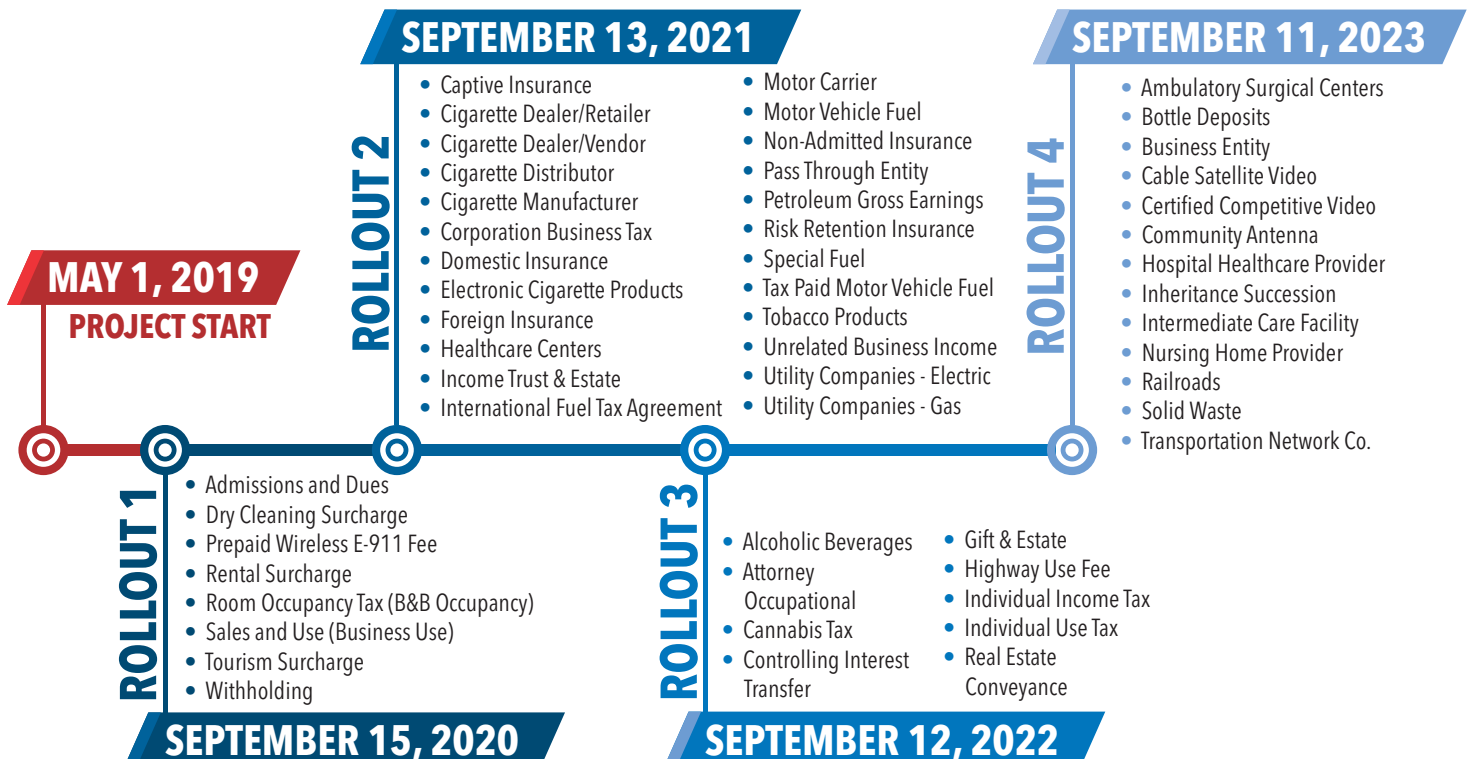 MAY 1, 2019
PROJECT START
ROLLOUT 1
• Admissions and Dues
• Dry Cleaning Surcharge
• Prepaid Wireless E-911 Fee
• Rental Surcharge
• Room Occupancy Tax (B&B Occupancy)
• Sales and Use (Business Use)
• Tourism Surcharge
• Withholding
SEPTEMBER 15, 2020
SEPTEMBER 13, 2021
ROLLOUT 2
• Captive Insurance
• Cigarette Dealer/Retailer
• Cigarette Dealer/Vendor
• Cigarette Distributor
• Cigarette Manufacturer
• Corporation Business Tax
• Domestic Insurance
• Electronic Cigarette Products
• Foreign Insurance
• Healthcare Centers
• Income Trust & Estate
• International Fuel Tax Agreement
• Motor Carrier
• Motor Vehicle Fuel
• Non-Admitted Insurance
• Pass Through Entity
• Petroleum Gross Earnings
• Risk Retention Insurance
• Special Fuel
• Tax Paid Motor Vehicle Fuel
• Tobacco Products
• Unrelated Business Income
• Utility Companies - Electric
• Utility Companies - Gas
ROLLOUT 3
• Alcoholic Beverages
• Attorney
Occupational
• Cannabis Tax
• Controlling Interest
Transfer
• Gift & Estate
• Highway Use Fee
• Individual Income Tax
• Individual Use Tax
• Real Estate
Conveyance
SEPTEMBER 12, 2022
SEPTEMBER 11, 2023
ROLLOUT 4
• Ambulatory Surgical Centers
• Bottle Deposits
• Business Entity
• Cable Satellite Video
• Certified Competitive Video
• Community Antenna
• Hospital Healthcare Provider
• Inheritance Succession
• Intermediate Care Facility
• Nursing Home Provider
• Railroads
• Solid Waste
• Transportation Network Co.